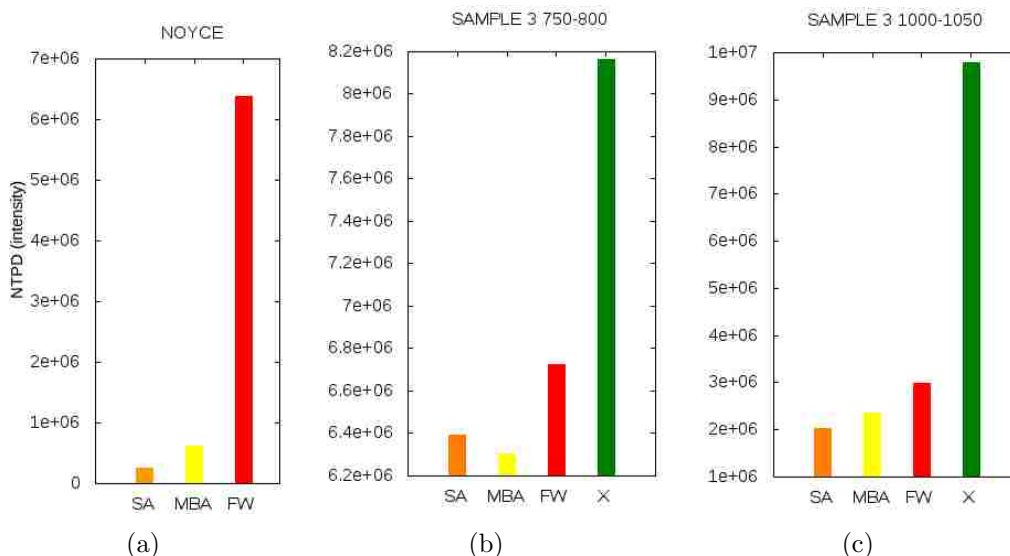 NOYCE
NTPD (intensity)
7e+06
6e+06
5e+06
4e+06
3e+06
2e+06
1e+06
0
SA MBA FW
(a)
SAMPLE 3 750-800
8.2e+06
8e+06
7.8e+06
7.6e+06
7.4e+06
7.2e+06
7e+06
6.8e+06
6.6e+06
6.4e+06
6.2e+06
SA MBA FW X
(b)
SAMPLE 3 1000-1050
1e+07
9e+06
8e+06
7e+06
6e+06
5e+06
4e+06
3e+06
2e+06
1e+06
SA MBA FW X
(c)